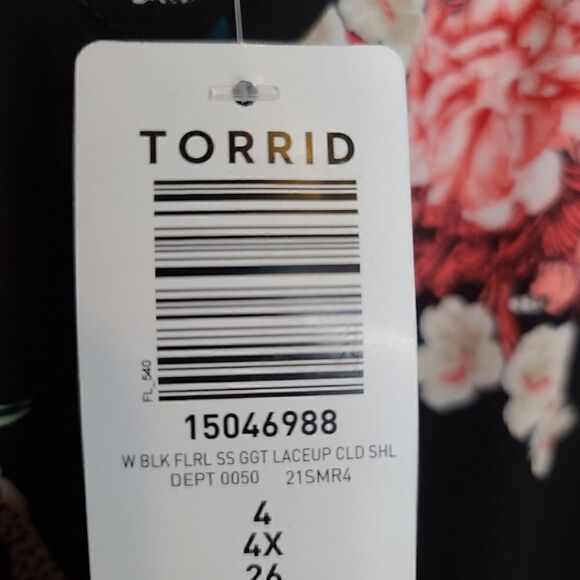 TORRID
FL_540
15046988
W BLK FLRL SS GGT LACEUP CLD SHL
DEPT 0050 21SMR4
4
4X
26